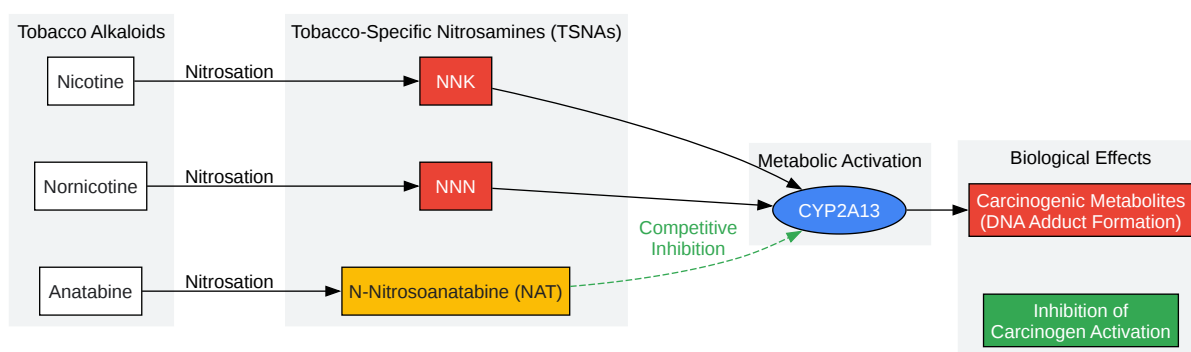 Tobacco Alkaloids
Nicotine
Nornicotine
Anatabine
Nitrosation
Nitrosation
Nitrosation
Tobacco-Specific Nitrosamines (TSNAs)
NNK
NNN
N-Nitrosoanatabine (NAT)
Competitive
Inhibition
Metabolic Activation
CYP2A13
Biological Effects
Carcinogenic Metabolites
(DNA Adduct Formation)
Inhibition of
Carcinogen Activation